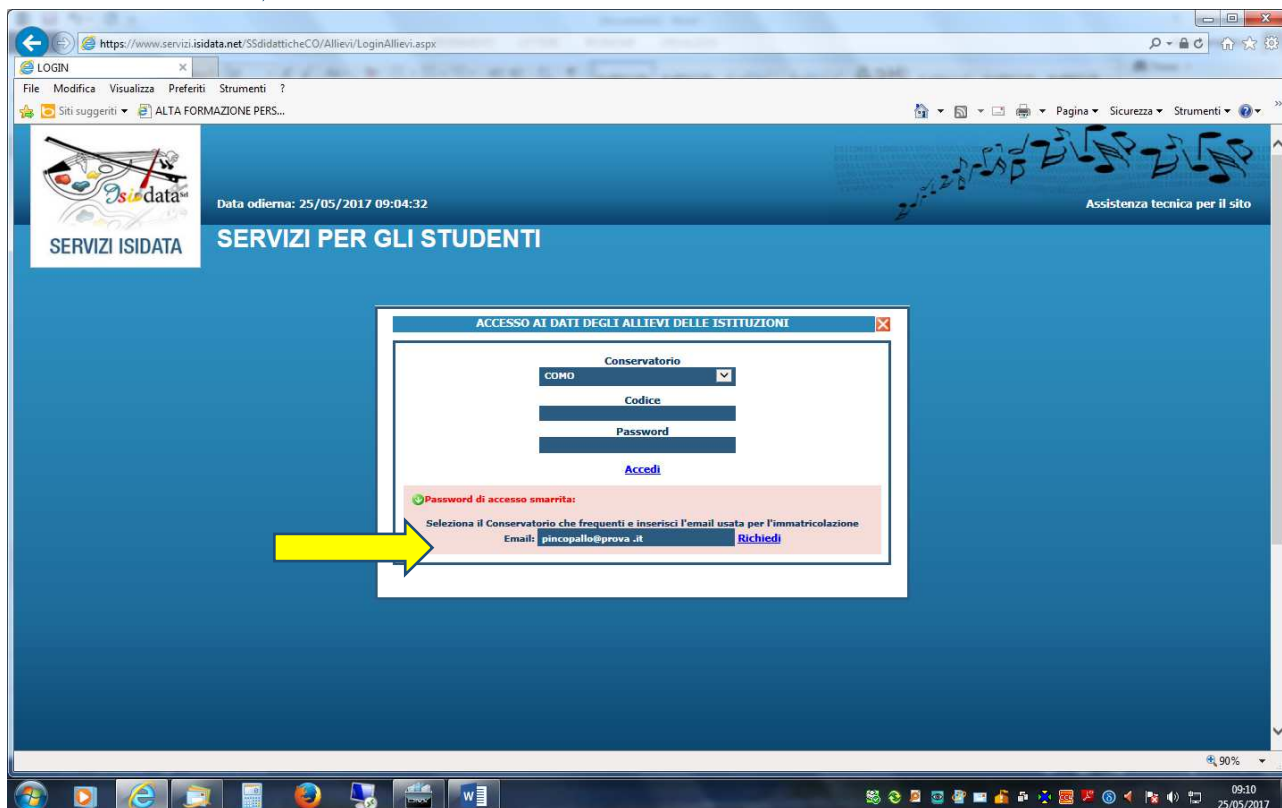 https://www.servizi.isidata.net/SSdidatticheCO/Allievi/LoginAllievi.aspx
LOGIN
File Modifica Visualizza Preferiti Strumenti ?
Siti suggeriti ALTA FORMAZIONE PERS...
Pagina Sicurezza Strumenti
Isidata srl
Data odierna: 25/05/2017 09:04:32
Assistenza tecnica per il sito
SERVIZI ISIDATA
SERVIZI PER GLI STUDENTI
ACCESSO AI DATI DEGLI ALLIEVI DELLE ISTITUZIONI
Conservatorio
COMO
Codice
Password
Accedi
Password di accesso smarrita:
Seleziona il Conservatorio che frequenti e inserisci l'email usata per l'immatricolazione
Email: pincopallo@prova .it Richiedi
90%
09:10
25/05/2017